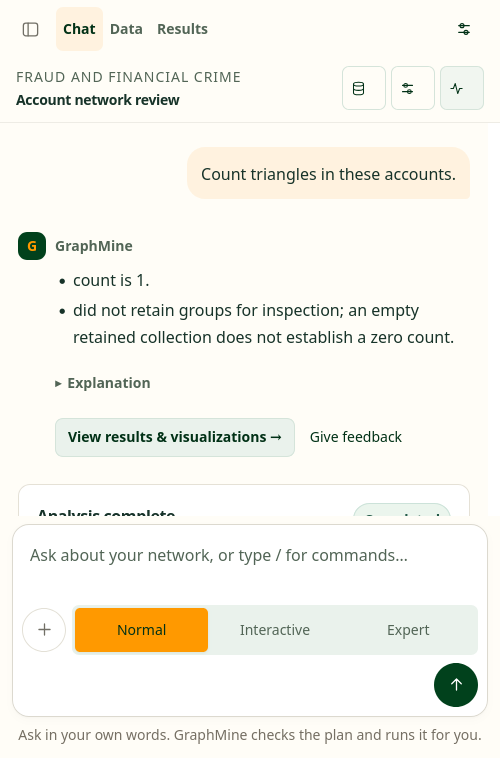 Chat Data Results
FRAUD AND FINANCIAL CRIME
Account network review
Count triangles in these accounts.
G GraphMine
• count is 1.
• did not retain groups for inspection; an empty
retained collection does not establish a zero count.
▸ Explanation
View results & visualizations →
Give feedback
Analysis complete
Ask about your network, or type / for commands...
Normal Interactive Expert
Ask in your own words. GraphMine checks the plan and runs it for you.